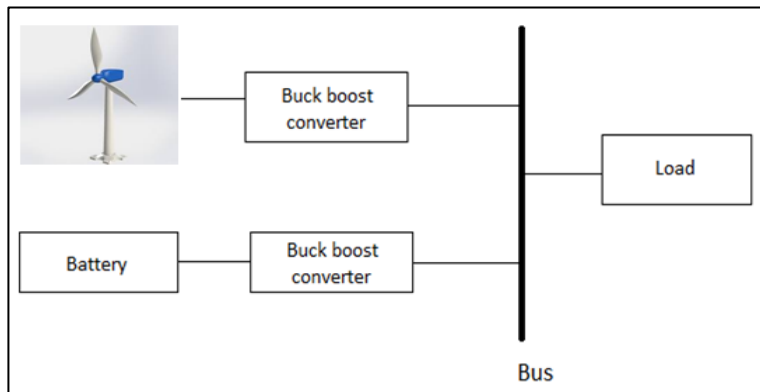 Buck boost
converter
Load
Battery
Buck boost
converter
Bus